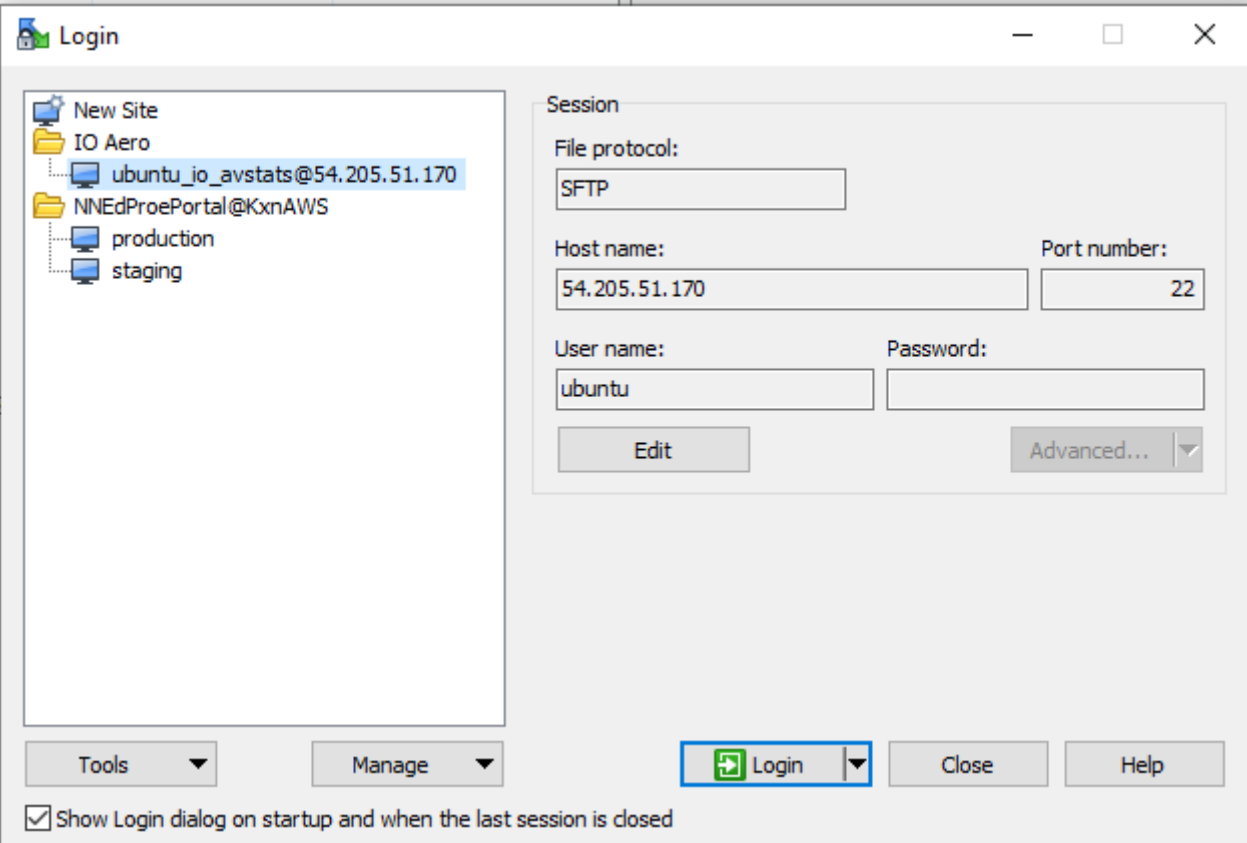 Login
New Site
IO Aero
ubuntu_io_avstats@54.205.51.170
NNEdProePortal@KxnAWS
production
staging
Session
File protocol:
SFTP
Host name:
Port number:
54.205.51.170
22
User name:
Password:
ubuntu
Edit
Advanced...
Tools
Manage
Login
Close
Help
Show Login dialog on startup and when the last session is closed